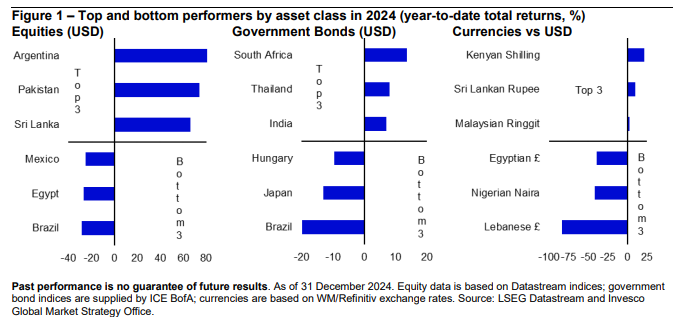 Figure 1 – Top and bottom performers by asset class in 2024 (year-to-date total returns, %)
Equities (USD)
Argentina
Pakistan
Sri Lanka
Mexico
Egypt
Brazil
Top 3
Bottom 3
-40 -20 0 20 40 60 80
Government Bonds (USD)
South Africa
Thailand
India
Hungary
Japan
Brazil
Top 3
Bottom 3
-20 -10 0 10 20
Currencies vs USD
Kenyan Shilling
Sri Lankan Rupee
Malaysian Ringgit
Egyptian £
Nigerian Naira
Lebanese £
Top 3
Bottom 3
-100 -75 -50 -25 0 25
Past performance is no guarantee of future results. As of 31 December 2024. Equity data is based on Datastream indices; government
bond indices are supplied by ICE BofA; currencies are based on WM/Refinitiv exchange rates. Source: LSEG Datastream and Invesco
Global Market Strategy Office.